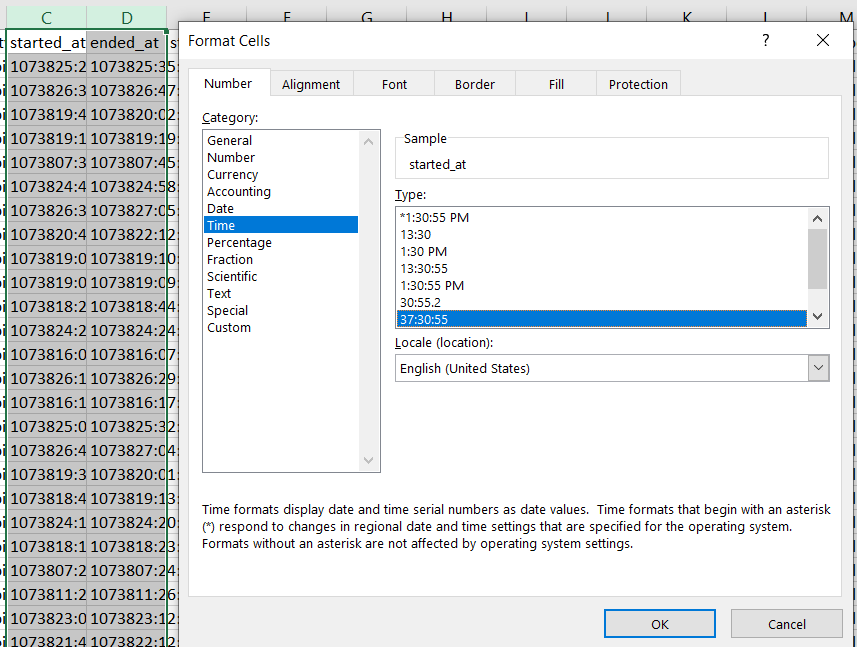 C D E F G H I J K L M
Format Cells ?
started_at ended_at
Number Alignment Font Border Fill Protection
Category:
General
Number
Currency
Accounting
Date
Time
Percentage
Fraction
Scientific
Text
Special
Custom
Sample
started_at
Type:
*1:30:55 PM
13:30
1:30 PM
13:30:55
1:30:55 PM
30:55.2
37:30:55
Locale (location):
English (United States)
Time formats display date and time serial numbers as date values. Time formats that begin with an asterisk
(*) respond to changes in regional date and time settings that are specified for the operating system.
Formats without an asterisk are not affected by operating system settings.
OK Cancel
1073825:2 1073825:35:
1073826:3 1073826:47:
1073819:4 1073820:02:
1073819:1 1073819:19:
1073807:3 1073807:45:
1073824:4 1073824:58:
1073826:3 1073827:05:
1073820:4 1073822:12:
1073819:0 1073819:10:
1073819:0 1073819:09:
1073818:2 1073818:44:
1073824:2 1073824:24:
1073816:0 1073816:07:
1073826:1 1073826:29:
1073816:1 1073816:17:
1073825:0 1073825:32:
1073826:4 1073827:04:
1073819:3 1073820:01:
1073818:4 1073819:13:
1073824:1 1073824:20:
1073818:1 1073818:23:
1073807:2 1073807:24:
1073811:2 1073811:26:
1073823:0 1073823:12:
1073821:4 1073822:12: